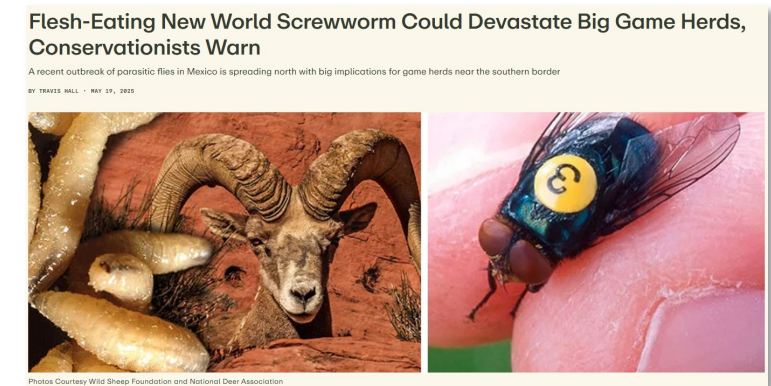 Flesh-Eating New World Screwworm Could Devastate Big Game Herds,
Conservationists Warn
A recent outbreak of parasitic flies in Mexico is spreading north with big implications for game herds near the southern border
BY TRAVIS HALL • MAY 19, 2025
3
Photos Courtesy Wild Sheep Foundation and National Deer Association